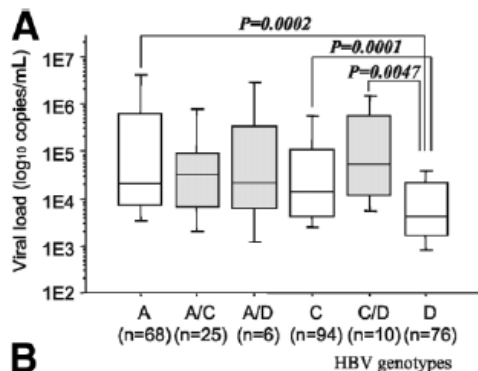 A
P=0.0002
P=0.0001
P=0.0047
Viral load (log10 copies/mL)
1E7
1E6
1E5
1E4
1E3
1E2
A A/C A/D C C/D D
(n=68) (n=25) (n=6) (n=94) (n=10) (n=76)
B
HBV genotypes